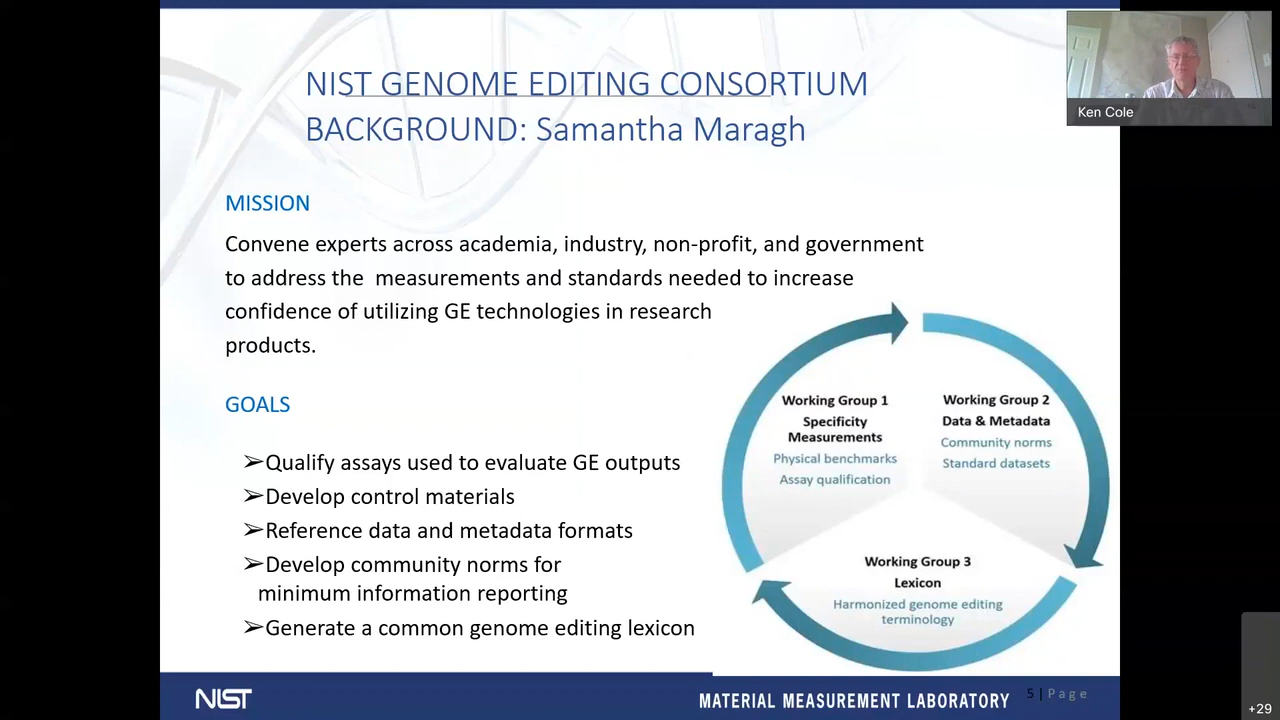 NIST GENOME EDITING CONSORTIUM
BACKGROUND: Samantha Maragh
Ken Cole
MISSION
Convene experts across academia, industry, non-profit, and government
to address the measurements and standards needed to increase
confidence of utilizing GE technologies in research
products.
GOALS
➢Qualify assays used to evaluate GE outputs
➢Develop control materials
➢Reference data and metadata formats
➢Develop community norms for
minimum information reporting
➢Generate a common genome editing lexicon
Working Group 1
Specificity
Measurements
Physical benchmarks
Assay qualification
Working Group 2
Data & Metadata
Community norms
Standard datasets
Working Group 3
Lexicon
Harmonized genome editing
terminology
NIST
MATERIAL MEASUREMENT LABORATORY
5 | Page
+29